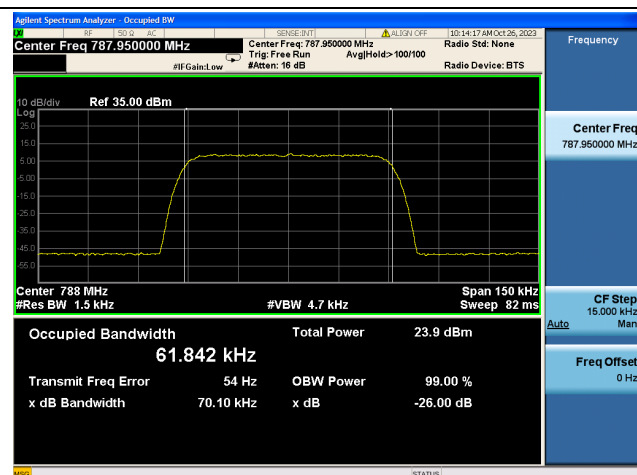 Agilent Spectrum Analyzer - Occupied BW
RF 50 Ω AC SENSE:INT ALIGN OFF 10:14:17 AM Oct 26, 2023
Center Freq 787.950000 MHz
Center Freq: 787.950000 MHz
Radio Std: None
Trig: Free Run Avg|Hold:> 100/100
#IFGain:Low
#Atten: 16 dB
Radio Device: BTS
10 dB/div Ref 35.00 dBm
Log
25.0
15.0
5.00
-5.00
-15.0
-25.0
-35.0
-45.0
-55.0
Center 788 MHz Span 150 kHz
#Res BW 1.5 kHz #VBW 4.7 kHz Sweep 82 ms
Occupied Bandwidth Total Power 23.9 dBm
61.842 kHz
Transmit Freq Error 54 Hz OBW Power 99.00 %
x dB Bandwidth 70.10 kHz x dB -26.00 dB
MSG STATUS
Frequency
Center Freq
787.950000 MHz
CF Step
15.000 kHz
Auto Man
Freq Offset
0 Hz